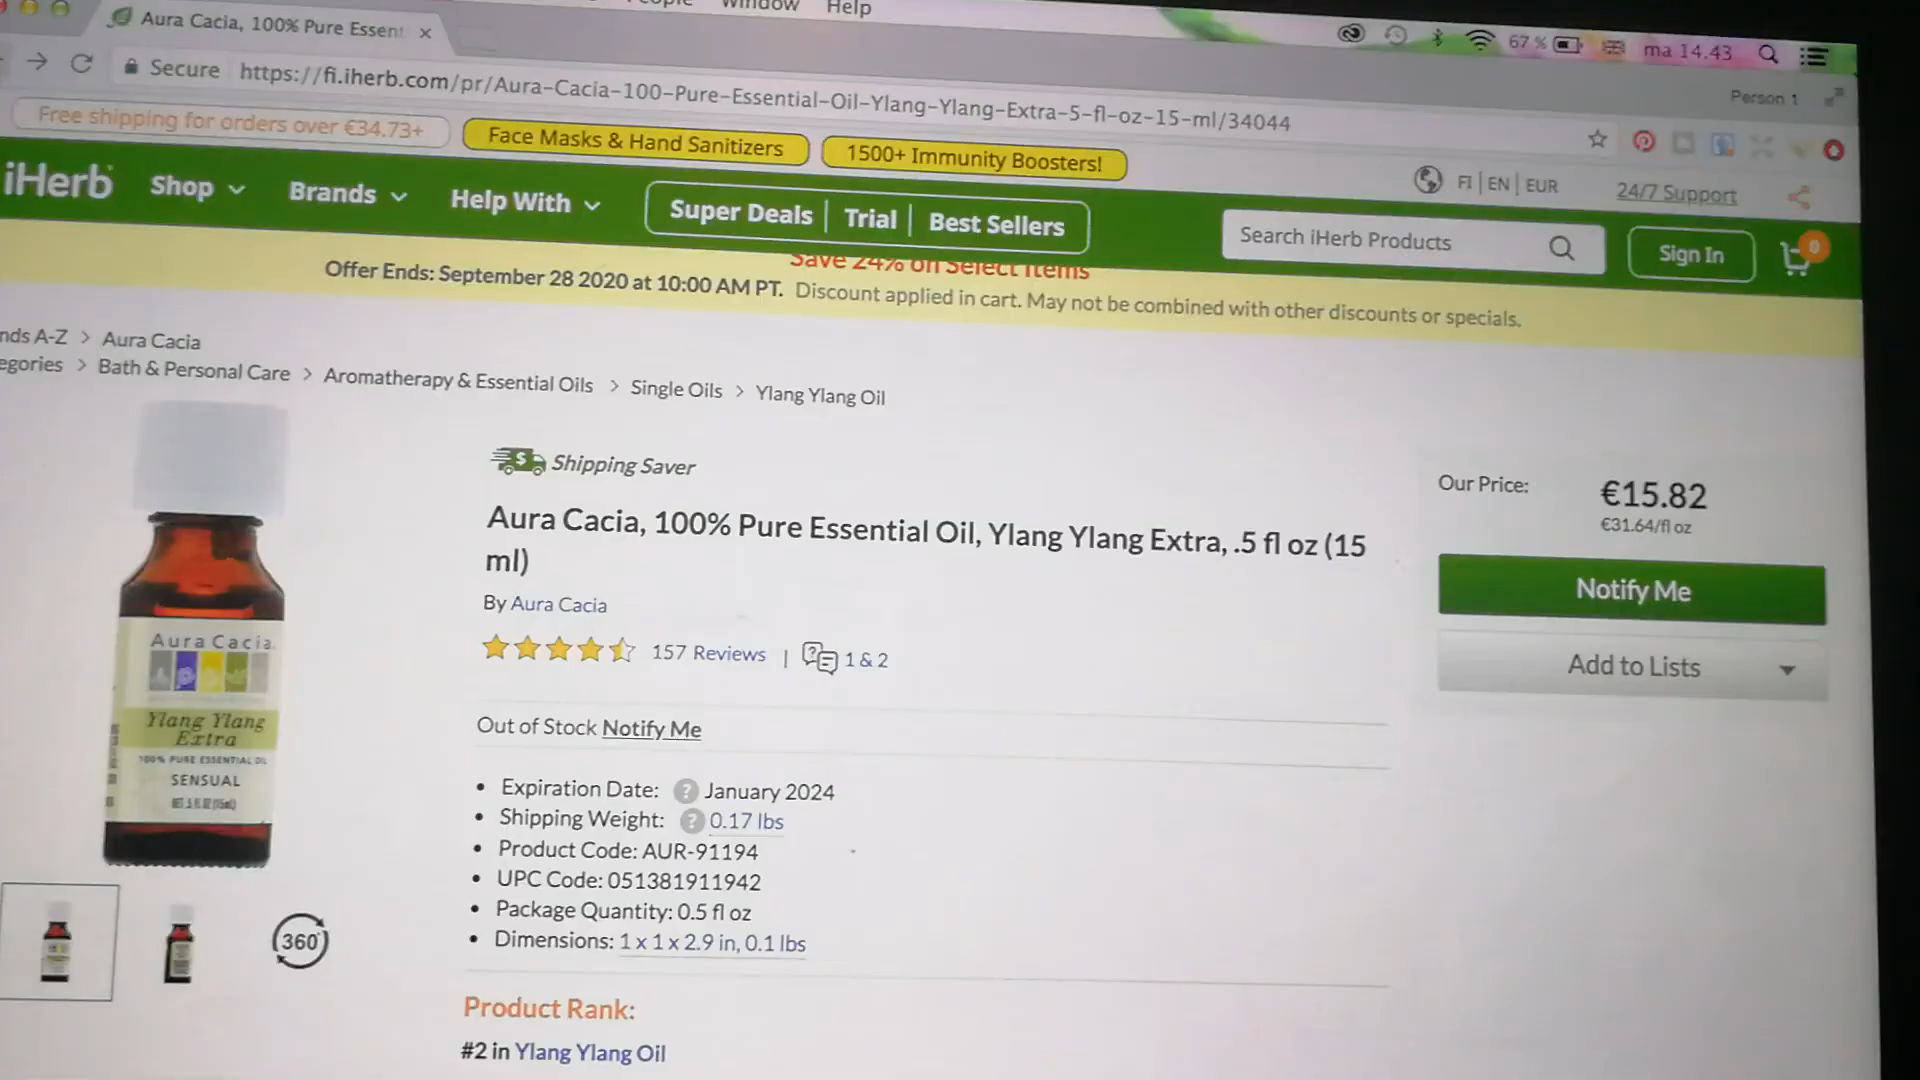 Window Help
67 % ma 14.43
Aura Cacia, 100% Pure Essent
Person 1
Secure https://fi.iherb.com/pr/Aura-Cacia-100-Pure-Essential-Oil-Ylang-Ylang-Extra-5-fl-oz-15-ml/34044
Free shipping for orders over €34.73+
Face Masks & Hand Sanitizers
1500+ Immunity Boosters!
FI | EN | EUR
24/7 Support
iHerb
Shop
Brands
Help With
Super Deals | Trial | Best Sellers
Search iHerb Products
Sign In
0
Save 24% on Select Items
Offer Ends: September 28 2020 at 10:00 AM PT. Discount applied in cart. May not be combined with other discounts or specials.
nds A-Z > Aura Cacia
egories > Bath & Personal Care > Aromatherapy & Essential Oils > Single Oils > Ylang Ylang Oil
Shipping Saver
Aura Cacia, 100% Pure Essential Oil, Ylang Ylang Extra, .5 fl oz (15
ml)
By Aura Cacia
157 Reviews | 1 & 2
Out of Stock Notify Me
• Expiration Date: ? January 2024
• Shipping Weight: ? 0.17 lbs
• Product Code: AUR-91194
• UPC Code: 051381911942
• Package Quantity: 0.5 fl oz
• Dimensions: 1 x 1 x 2.9 in, 0.1 lbs
Product Rank:
#2 in Ylang Ylang Oil
Our Price: €15.82
€31.64/fl oz
Notify Me
Add to Lists
Aura Cacia
Ylang Ylang
Extra
100% PURE ESSENTIAL OIL
SENSUAL
360